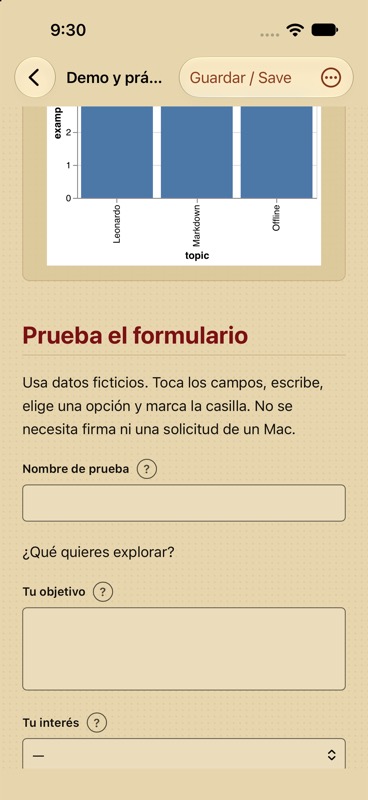 9:30
Demo y prá...
Guardar / Save
examp
2
1
0
Leonardo
Markdown
Offline
topic
Prueba el formulario
Usa datos ficticios. Toca los campos, escribe,
elige una opción y marca la casilla. No se
necesita firma ni una solicitud de un Mac.
Nombre de prueba ?
¿Qué quieres explorar?
Tu objetivo ?
Tu interés ?
—